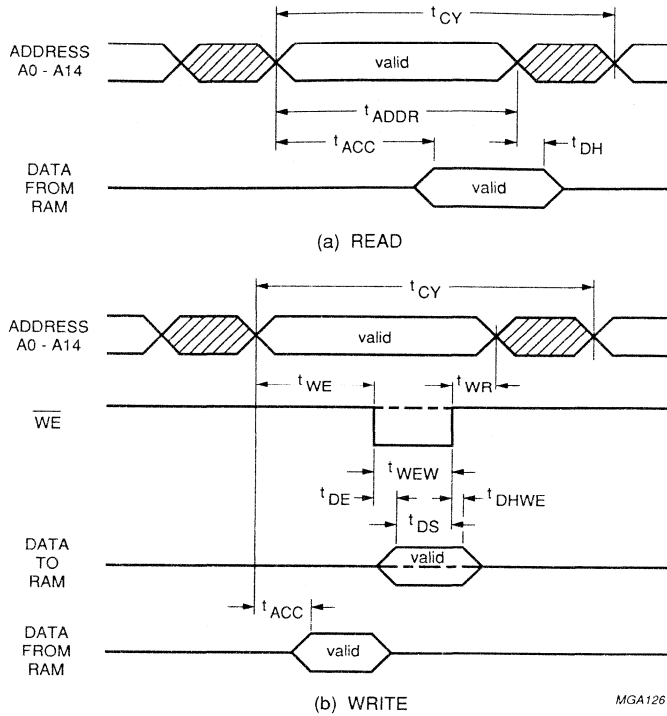 t CY
ADDRESS
A0 - A14
valid
t ADDR
t ACC
t DH
DATA
FROM
RAM
valid
(a) READ
t CY
ADDRESS
A0 - A14
valid
t WE
t WR
WE
t WEW
t DE
t DHWE
t DS
DATA
TO
RAM
valid
t ACC
DATA
FROM
RAM
valid
(b) WRITE
MGA126